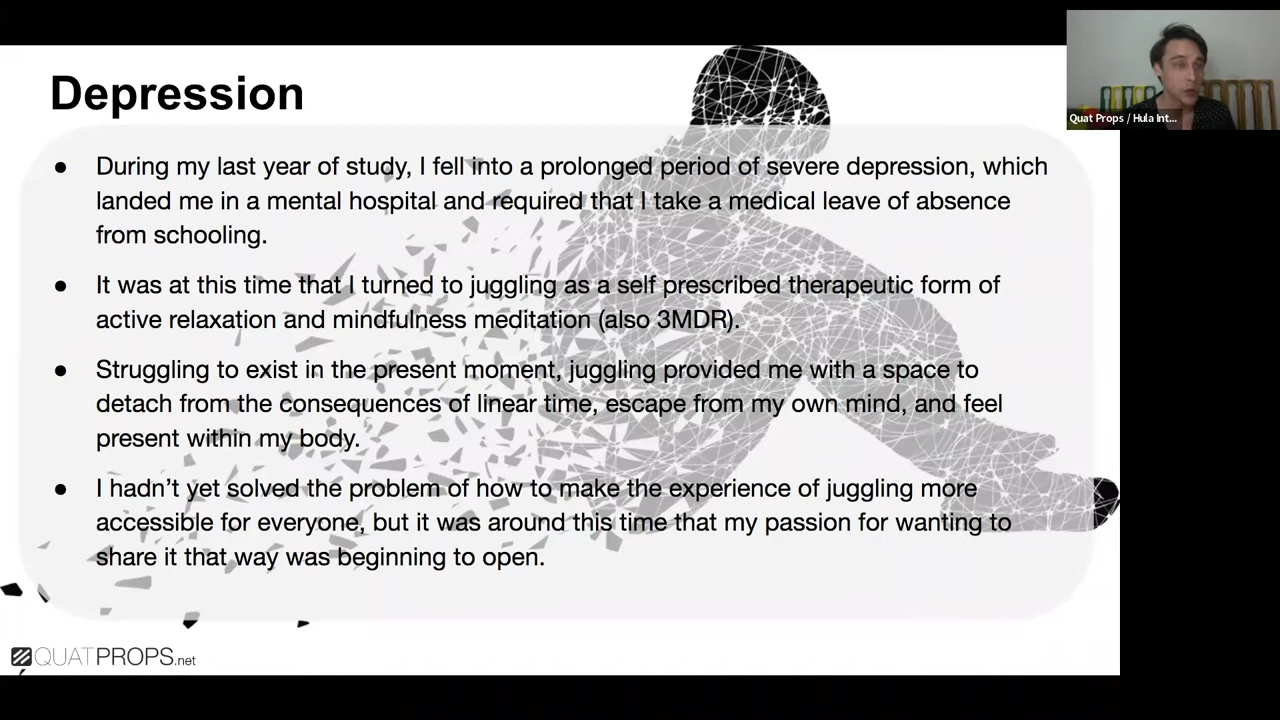 Depression
● During my last year of study, I fell into a prolonged period of severe depression, which
landed me in a mental hospital and required that I take a medical leave of absence
from schooling.
● It was at this time that I turned to juggling as a self prescribed therapeutic form of
active relaxation and mindfulness meditation (also 3MDR).
● Struggling to exist in the present moment, juggling provided me with a space to
detach from the consequences of linear time, escape from my own mind, and feel
present within my body.
● I hadn’t yet solved the problem of how to make the experience of juggling more
accessible for everyone, but it was around this time that my passion for wanting to
share it that way was beginning to open.
QUATPROPS.net
Quat Props / Hula Int...